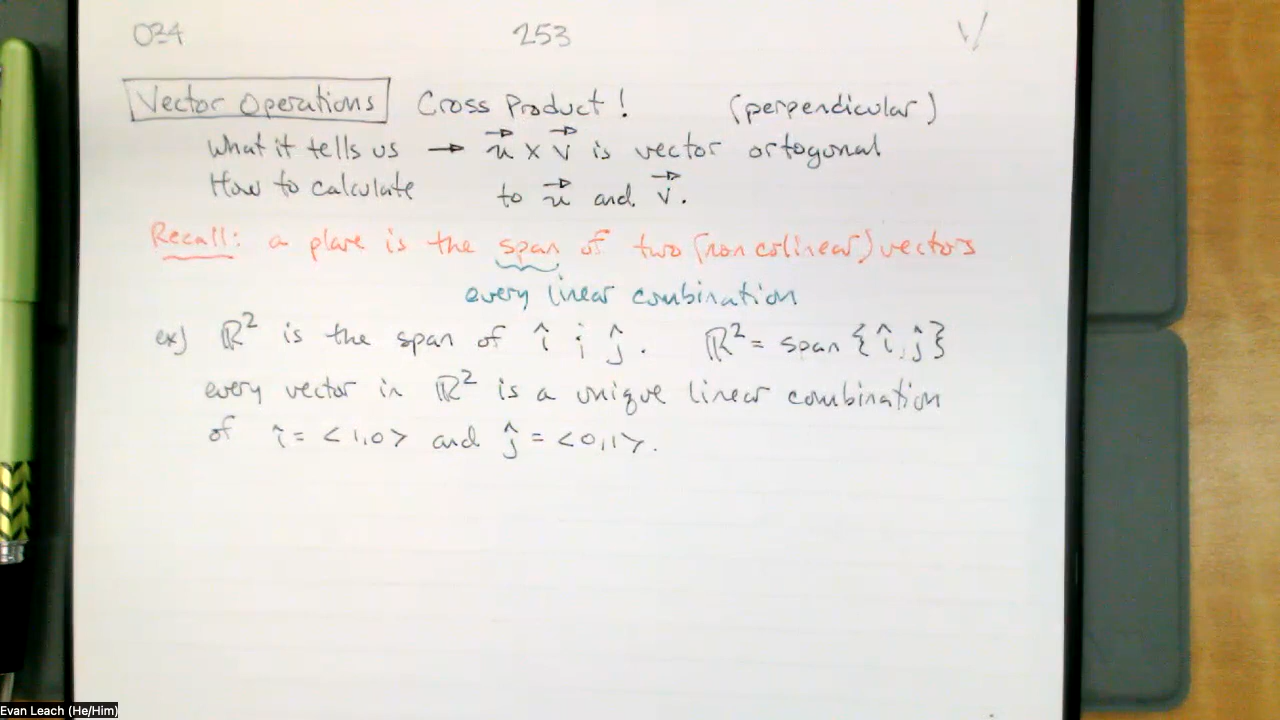 034 253 V
Vector Operations Cross Product! (perpendicular)
What it tells us → u⃗ × v⃗ is vector ortogonal
How to calculate to u⃗ and v⃗.
Recall: a plane is the span of two (non colinear) vectors
every linear combination
ex) ℝ² is the span of î ; ĵ. ℝ² = span {î, ĵ}
every vector in ℝ² is a unique linear combination
of î = <1,0> and ĵ = <0,1>.
Evan Leach (He/Him)